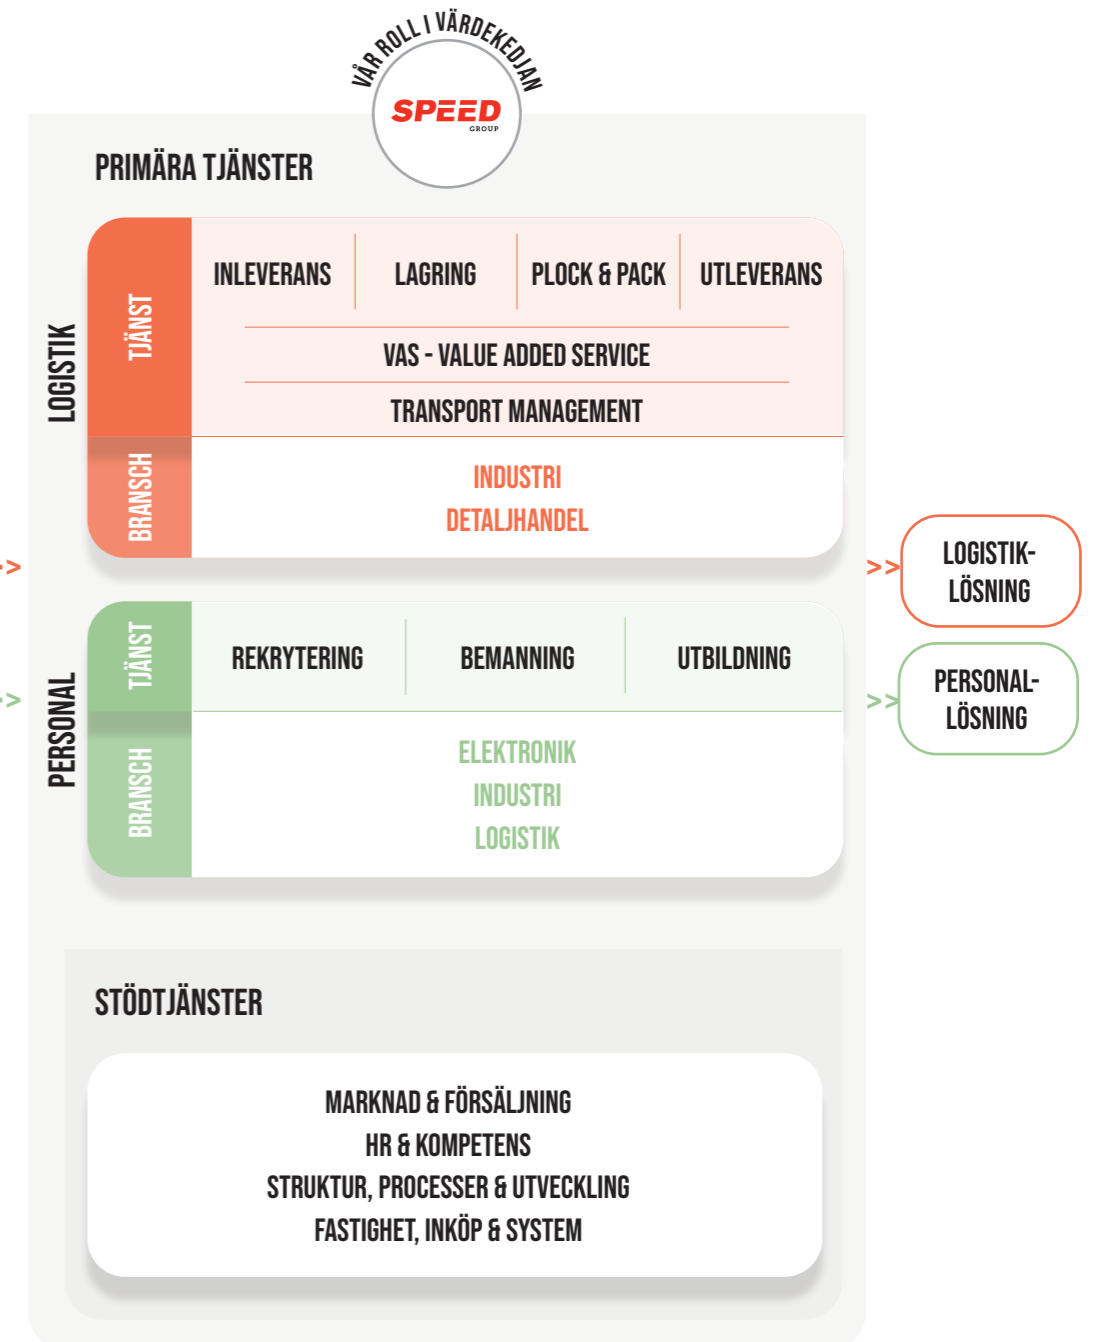 VÅR ROLL I VÄRDEKEDJAN
SPEED
GROUP
PRIMÄRA TJÄNSTER
LOGISTIK
TJÄNST
INLEVERANS
LAGRING
PLOCK & PACK
UTLEVERANS
VAS - VALUE ADDED SERVICE
TRANSPORT MANAGEMENT
BRANSCH
INDUSTRI
DETALJHANDEL
>>
>>
LOGISTIK-
LÖSNING
PERSONAL
TJÄNST
REKRYTERING
BEMANNING
UTBILDNING
BRANSCH
ELEKTRONIK
INDUSTRI
LOGISTIK
>>
>>
PERSONAL-
LÖSNING
STÖDTJÄNSTER
MARKNAD & FÖRSÄLJNING
HR & KOMPETENS
STRUKTUR, PROCESSER & UTVECKLING
FASTIGHET, INKÖP & SYSTEM